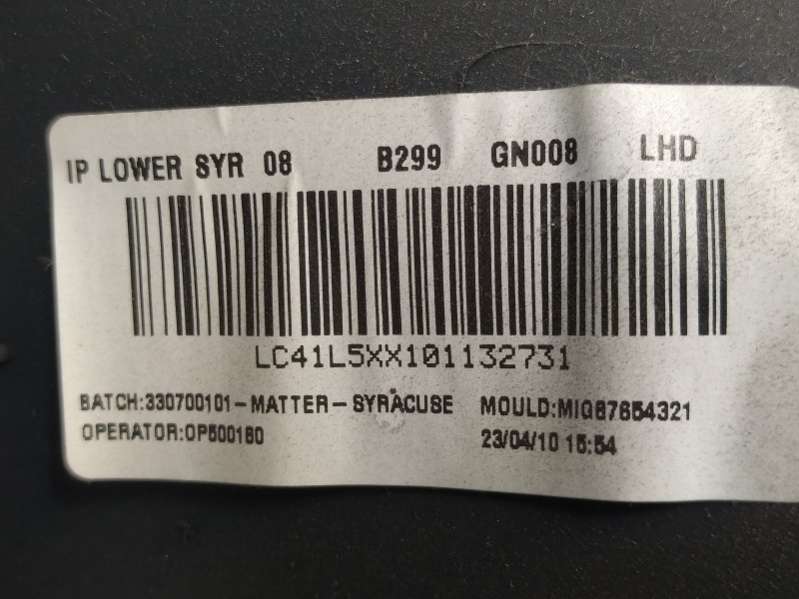 IP LOWER SYR 08 B299 GN008 LHD
LC41L5XX101132731
BATCH:330700101-MATTER-SYRACUSE MOULD:MIG87654321
OPERATOR:OP500160 23/04/10 15:54